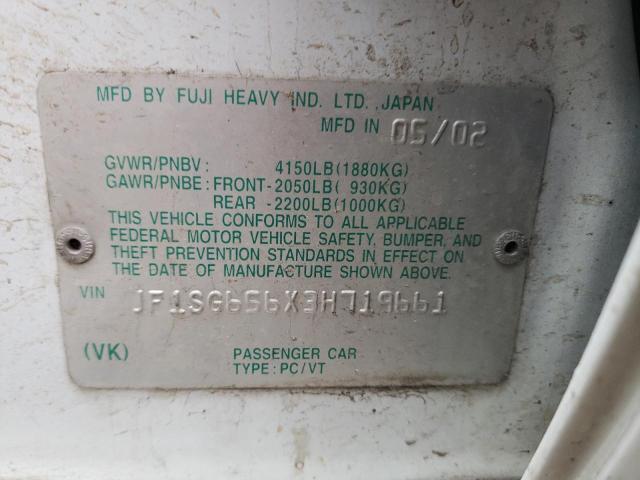 MFD BY FUJI HEAVY IND. LTD. JAPAN
MFD IN 05/02
GVWR/PNBV : 4150LB(1880KG)
GAWR/PNBE : FRONT-2050LB( 930KG)
REAR -2200LB(1000KG)
THIS VEHICLE CONFORMS TO ALL APPLICABLE
FEDERAL MOTOR VEHICLE SAFETY, BUMPER, AND
THEFT PREVENTION STANDARDS IN EFFECT ON
THE DATE OF MANUFACTURE SHOWN ABOVE.
VIN JF1SG656X3H719661
(VK) PASSENGER CAR
TYPE: PC/VT